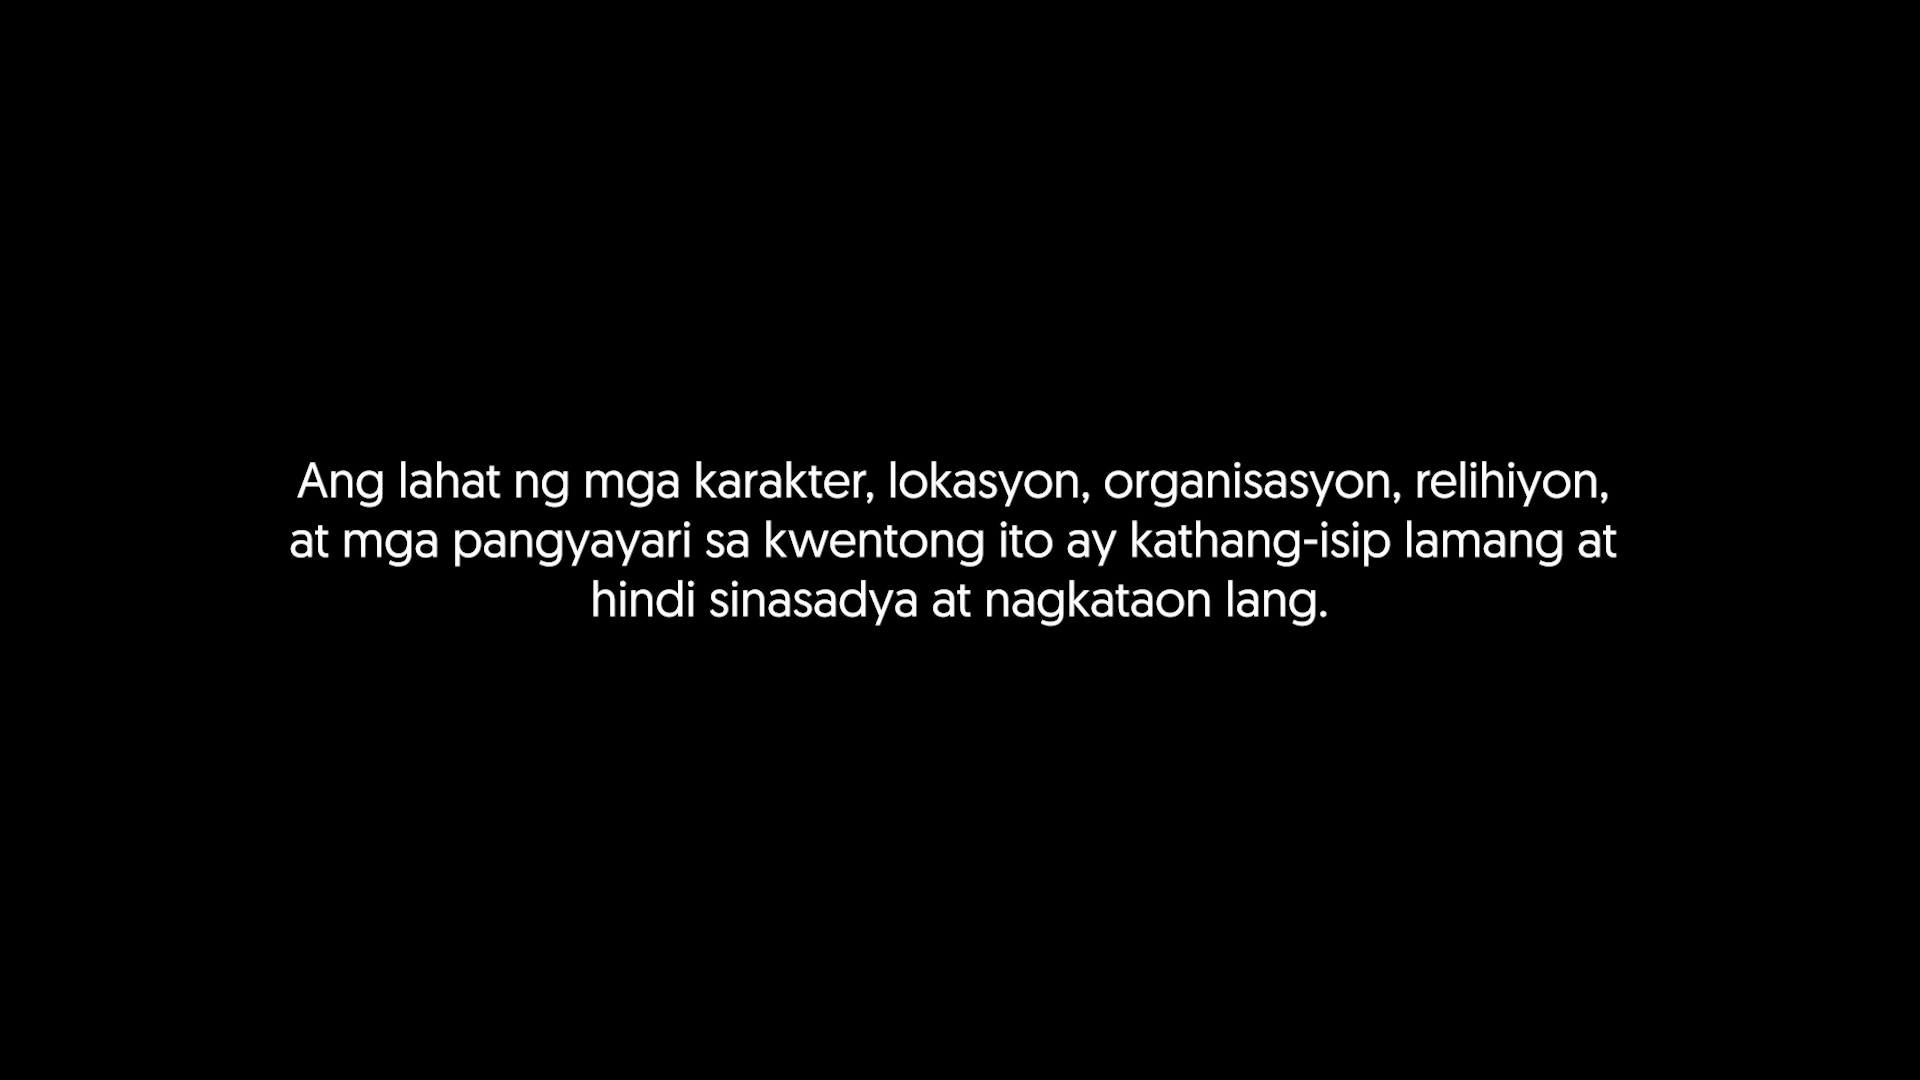 Ang lahat ng mga karakter, lokasyon, organisasyon, relihiyon,
at mga pangyayari sa kwentong ito ay kathang-isip lamang at
hindi sinasadya at nagkataon lang.